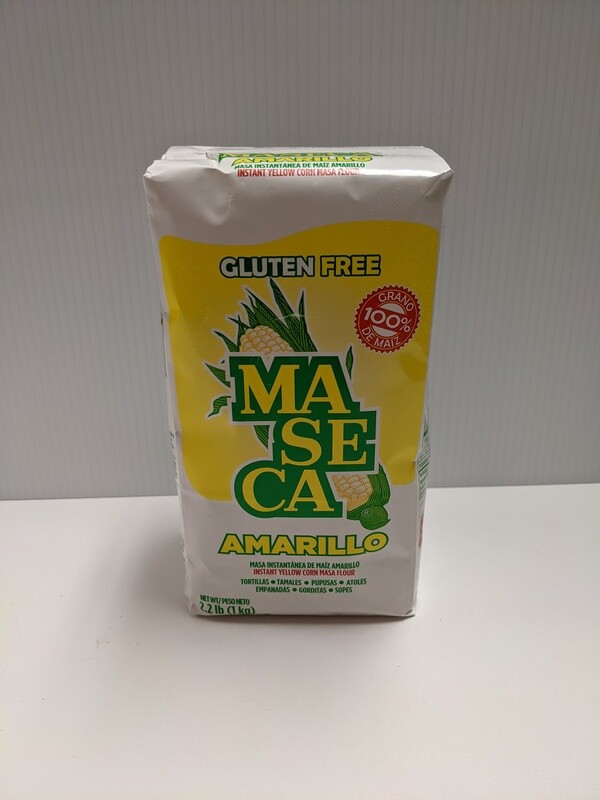 AMARILLO
MASA INSTANTÁNEA DE MAÍZ AMARILLO
INSTANT YELLOW CORN MASA FLOUR
GLUTEN FREE
GRANO
100%
DE MAÍZ
MA
SE
CA
®
AMARILLO
MASA INSTANTÁNEA DE MAÍZ AMARILLO
INSTANT YELLOW CORN MASA FLOUR
TORTILLAS • TAMALES • PUPUSAS • ATOLES
EMPANADAS • GORDITAS • SOPES
NET WT/ PESO NETO
2.2 lb (1 kg)